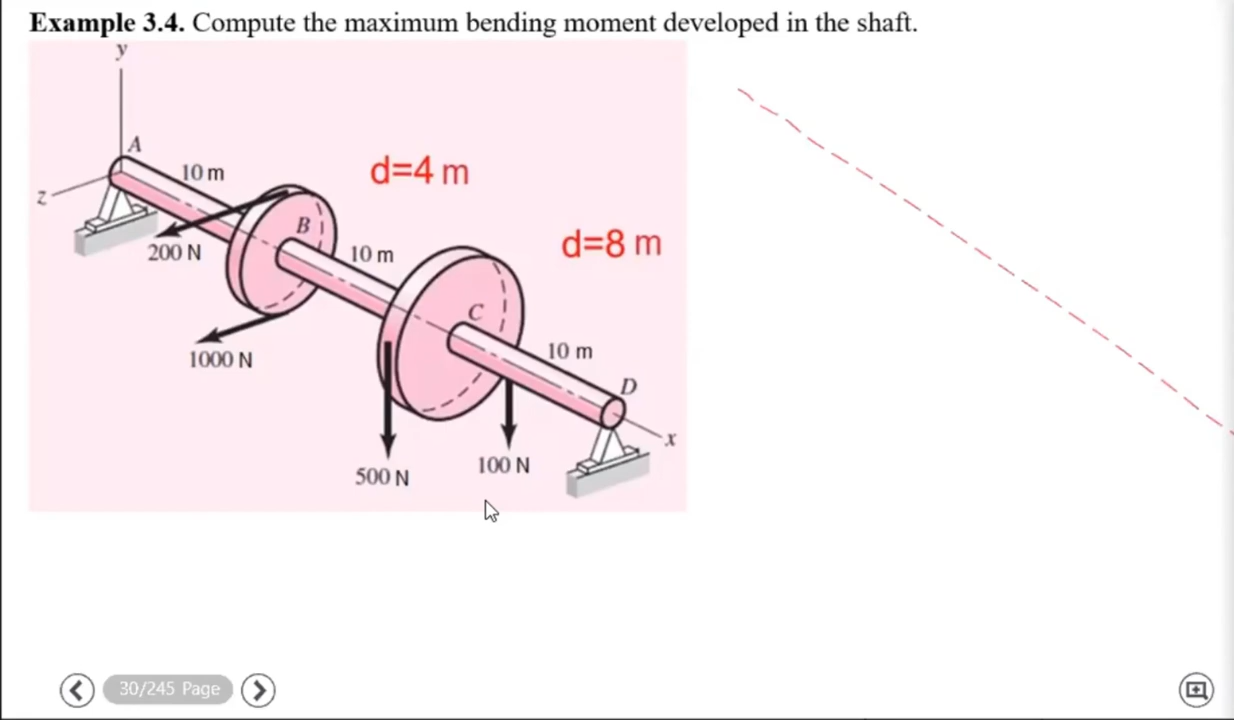 Example 3.4. Compute the maximum bending moment developed in the shaft.
y
A
10 m
d=4 m
z
B
200 N
10 m
d=8 m
C
1000 N
10 m
D
x
500 N
100 N
30/245 Page